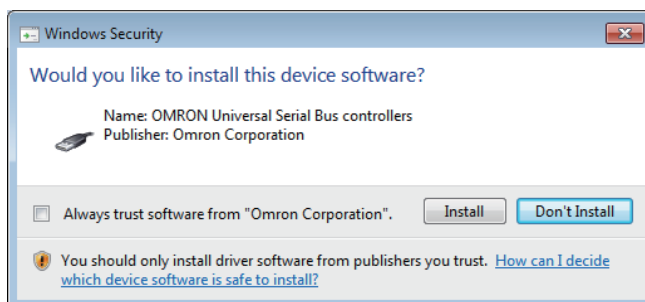 Windows Security
Would you like to install this device software?
Name: OMRON Universal Serial Bus controllers
Publisher: Omron Corporation
Always trust software from "Omron Corporation".
Install
Don't Install
You should only install driver software from publishers you trust. How can I decide
which device software is safe to install?